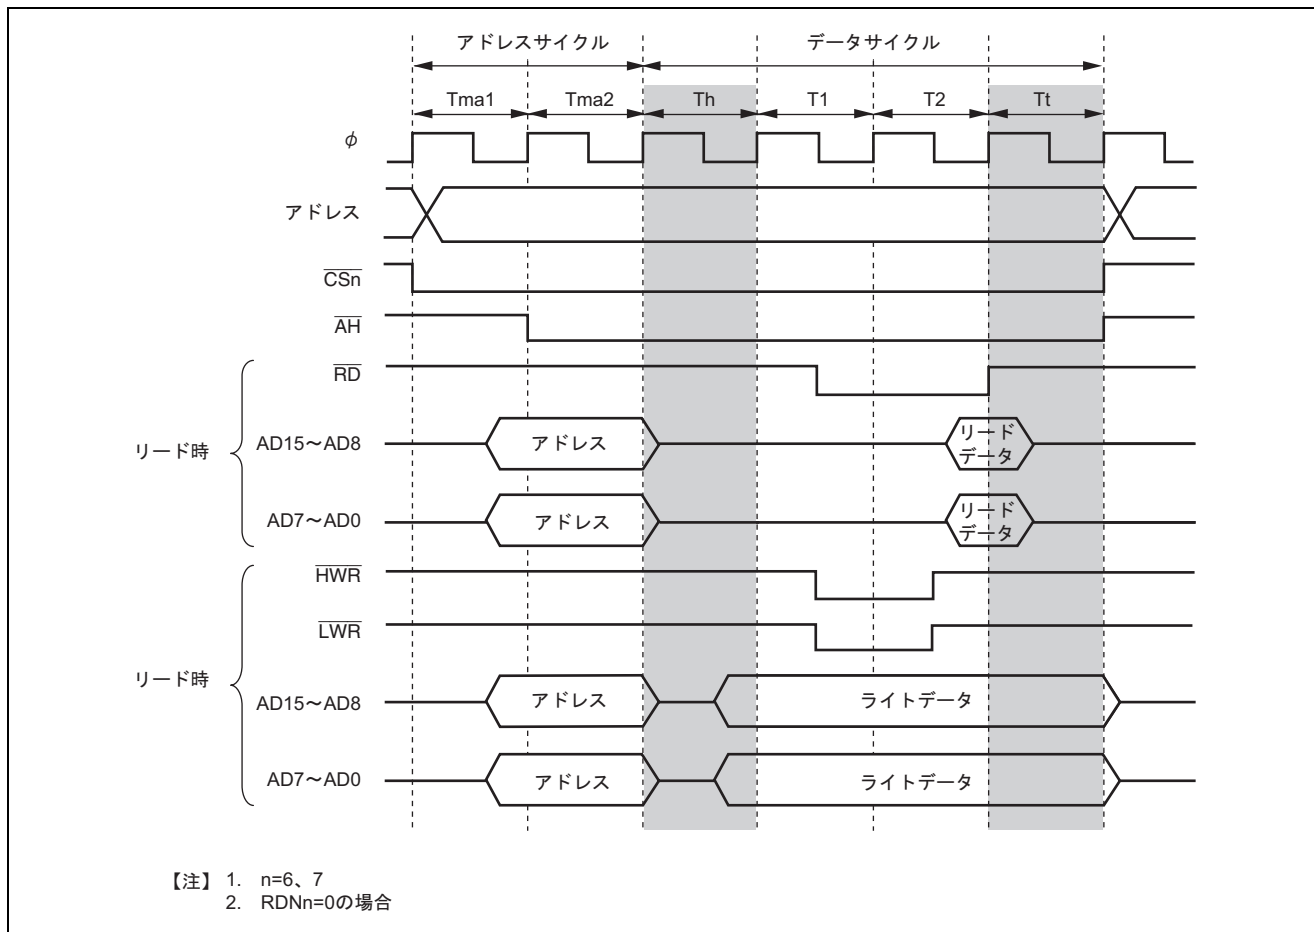 アドレスサイクル データサイクル
Tma1 Tma2 Th T1 T2 Tt
φ
アドレス
CSn
AH
RD
リード時
AD15～AD8 アドレス リードデータ
AD7～AD0 アドレス リードデータ
HWR
LWR
リード時
AD15～AD8 アドレス ライトデータ
AD7～AD0 アドレス ライトデータ
【注】 1. n=6、7
2. RDNn=0の場合